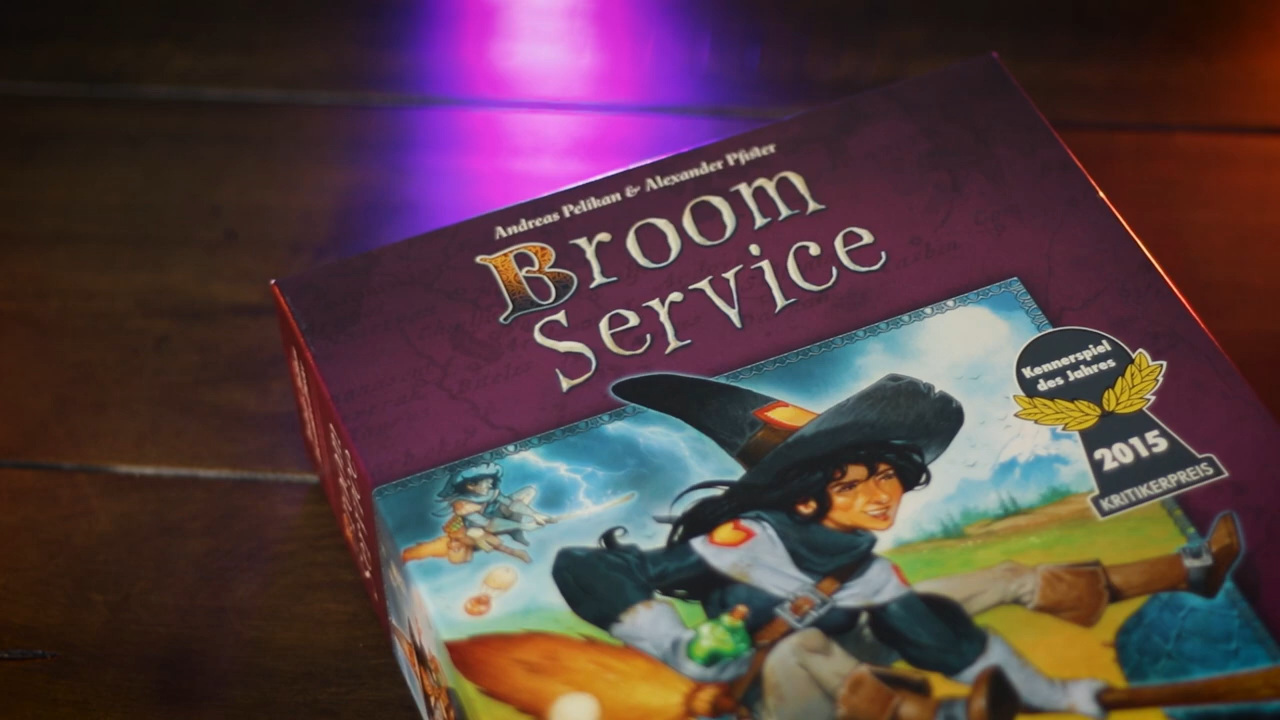 Andreas Pelikan & Alexander Pfister
Broom
Service
Kennerspiel
des Jahres
2015
KRITIKERPREIS